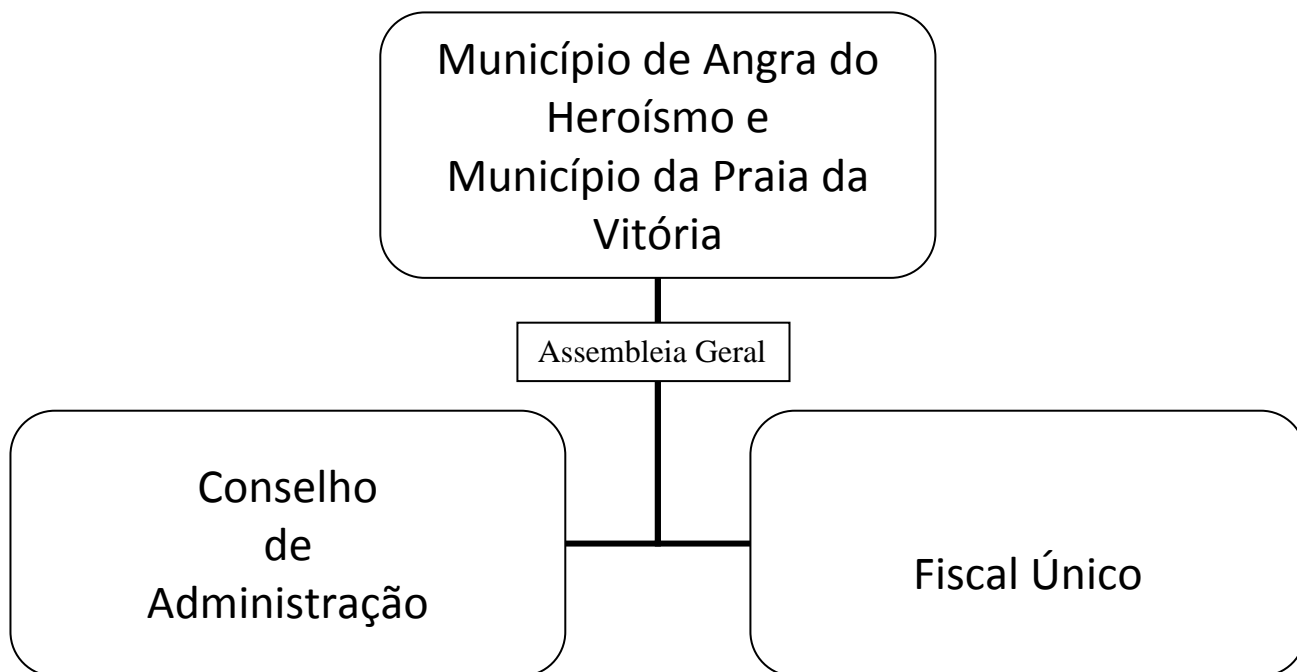 Município de Angra do
Heroísmo e
Município da Praia da
Vitória
Assembleia Geral
Conselho
de
Administração
Fiscal Único